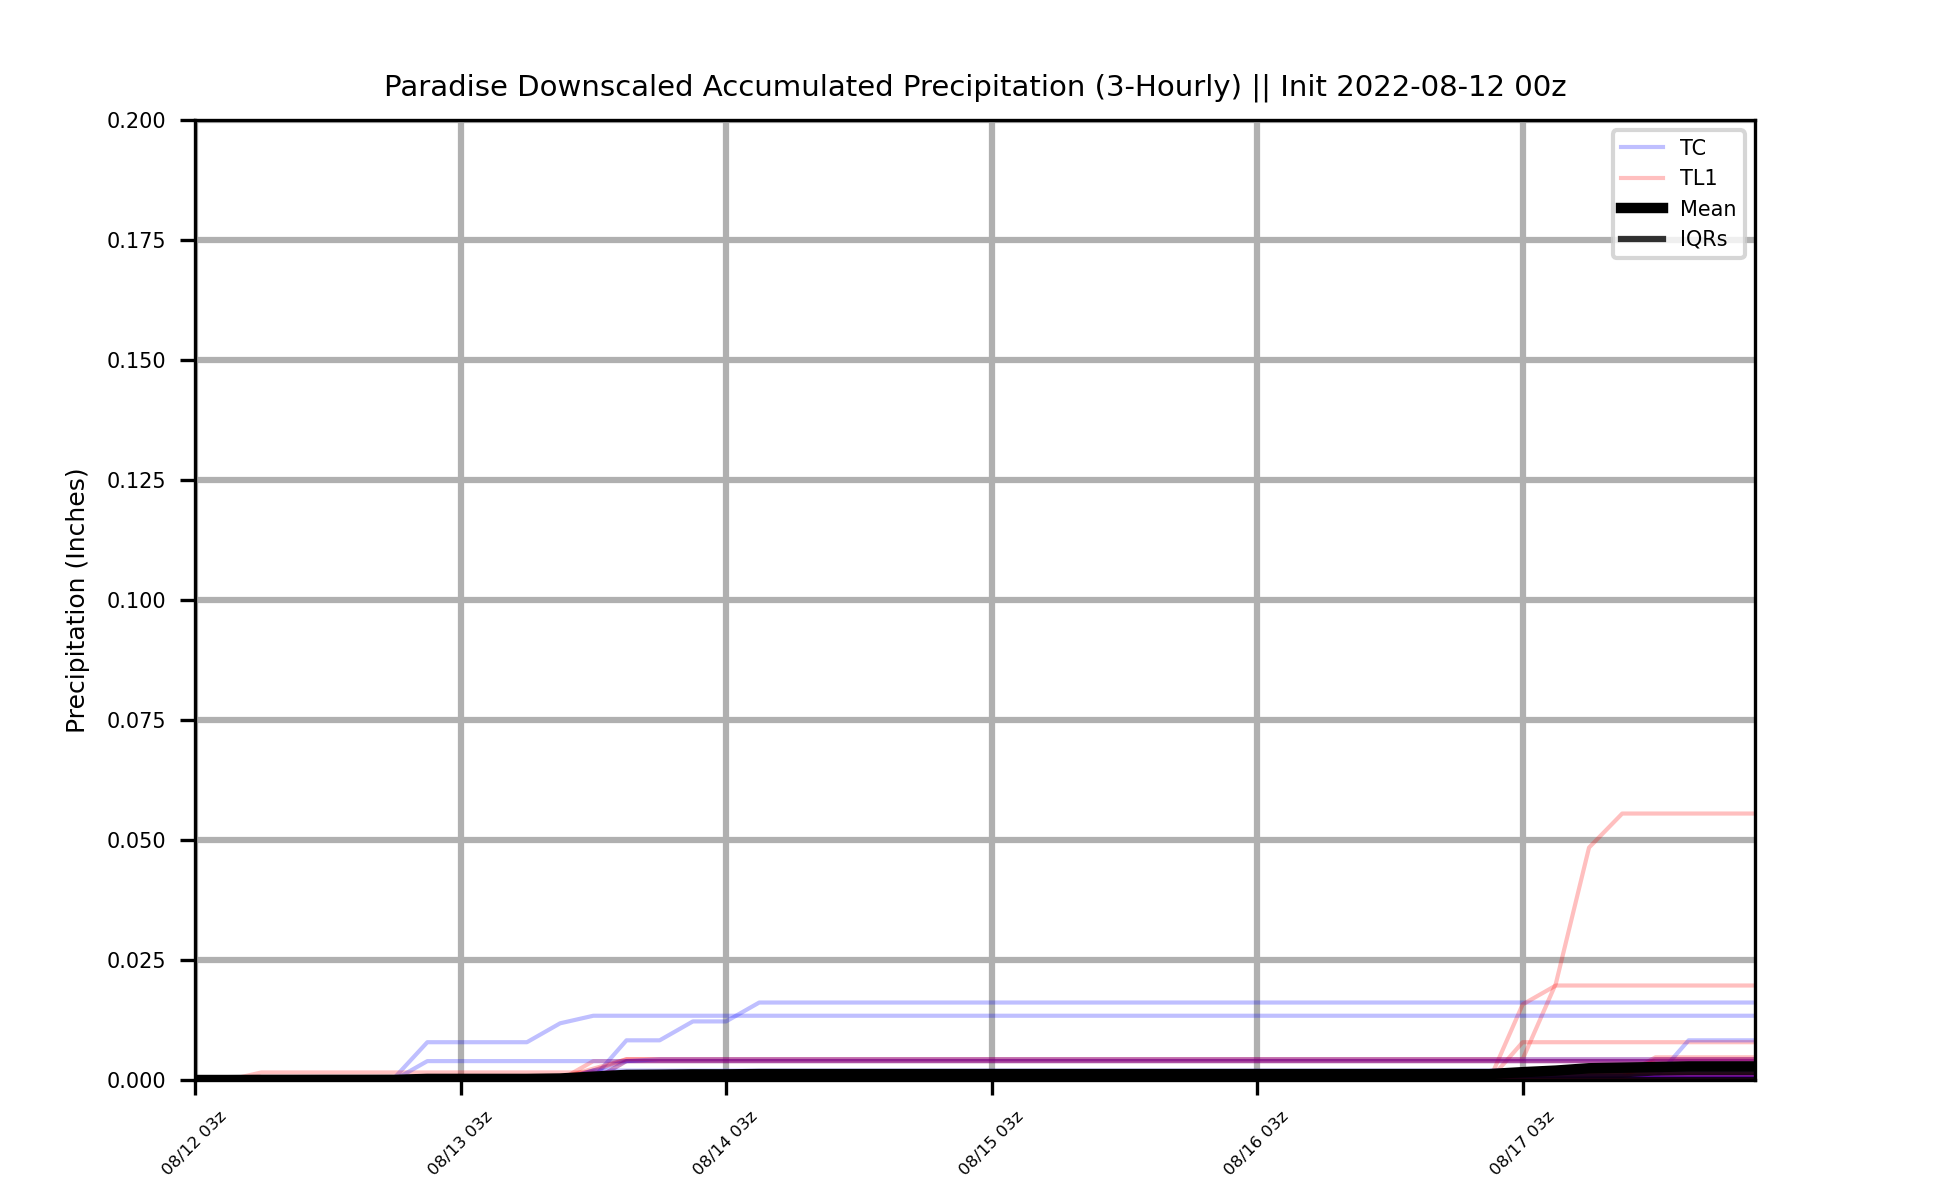 Paradise Downscaled Accumulated Precipitation (3-Hourly) || Init 2022-08-12 00z
0.200
0.175
0.150
0.125
0.100
0.075
0.050
0.025
0.000
Precipitation (Inches)
TC
TL1
Mean
IQRs
08/12 03z
08/13 03z
08/14 03z
08/15 03z
08/16 03z
08/17 03z